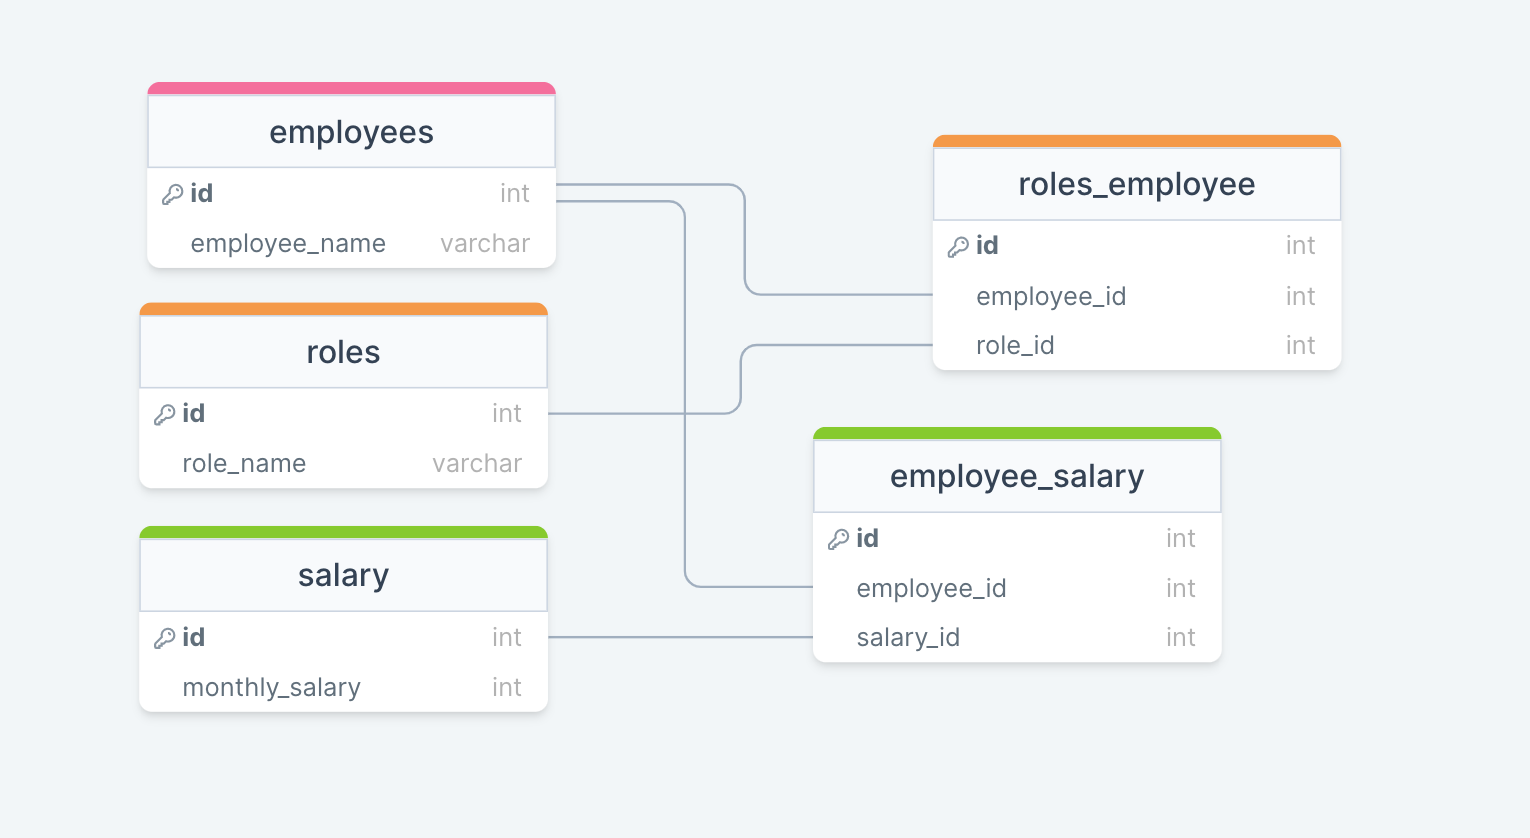 employees
id int
employee_name varchar
roles
id int
role_name varchar
salary
id int
monthly_salary int
roles_employee
id int
employee_id int
role_id int
employee_salary
id int
employee_id int
salary_id int